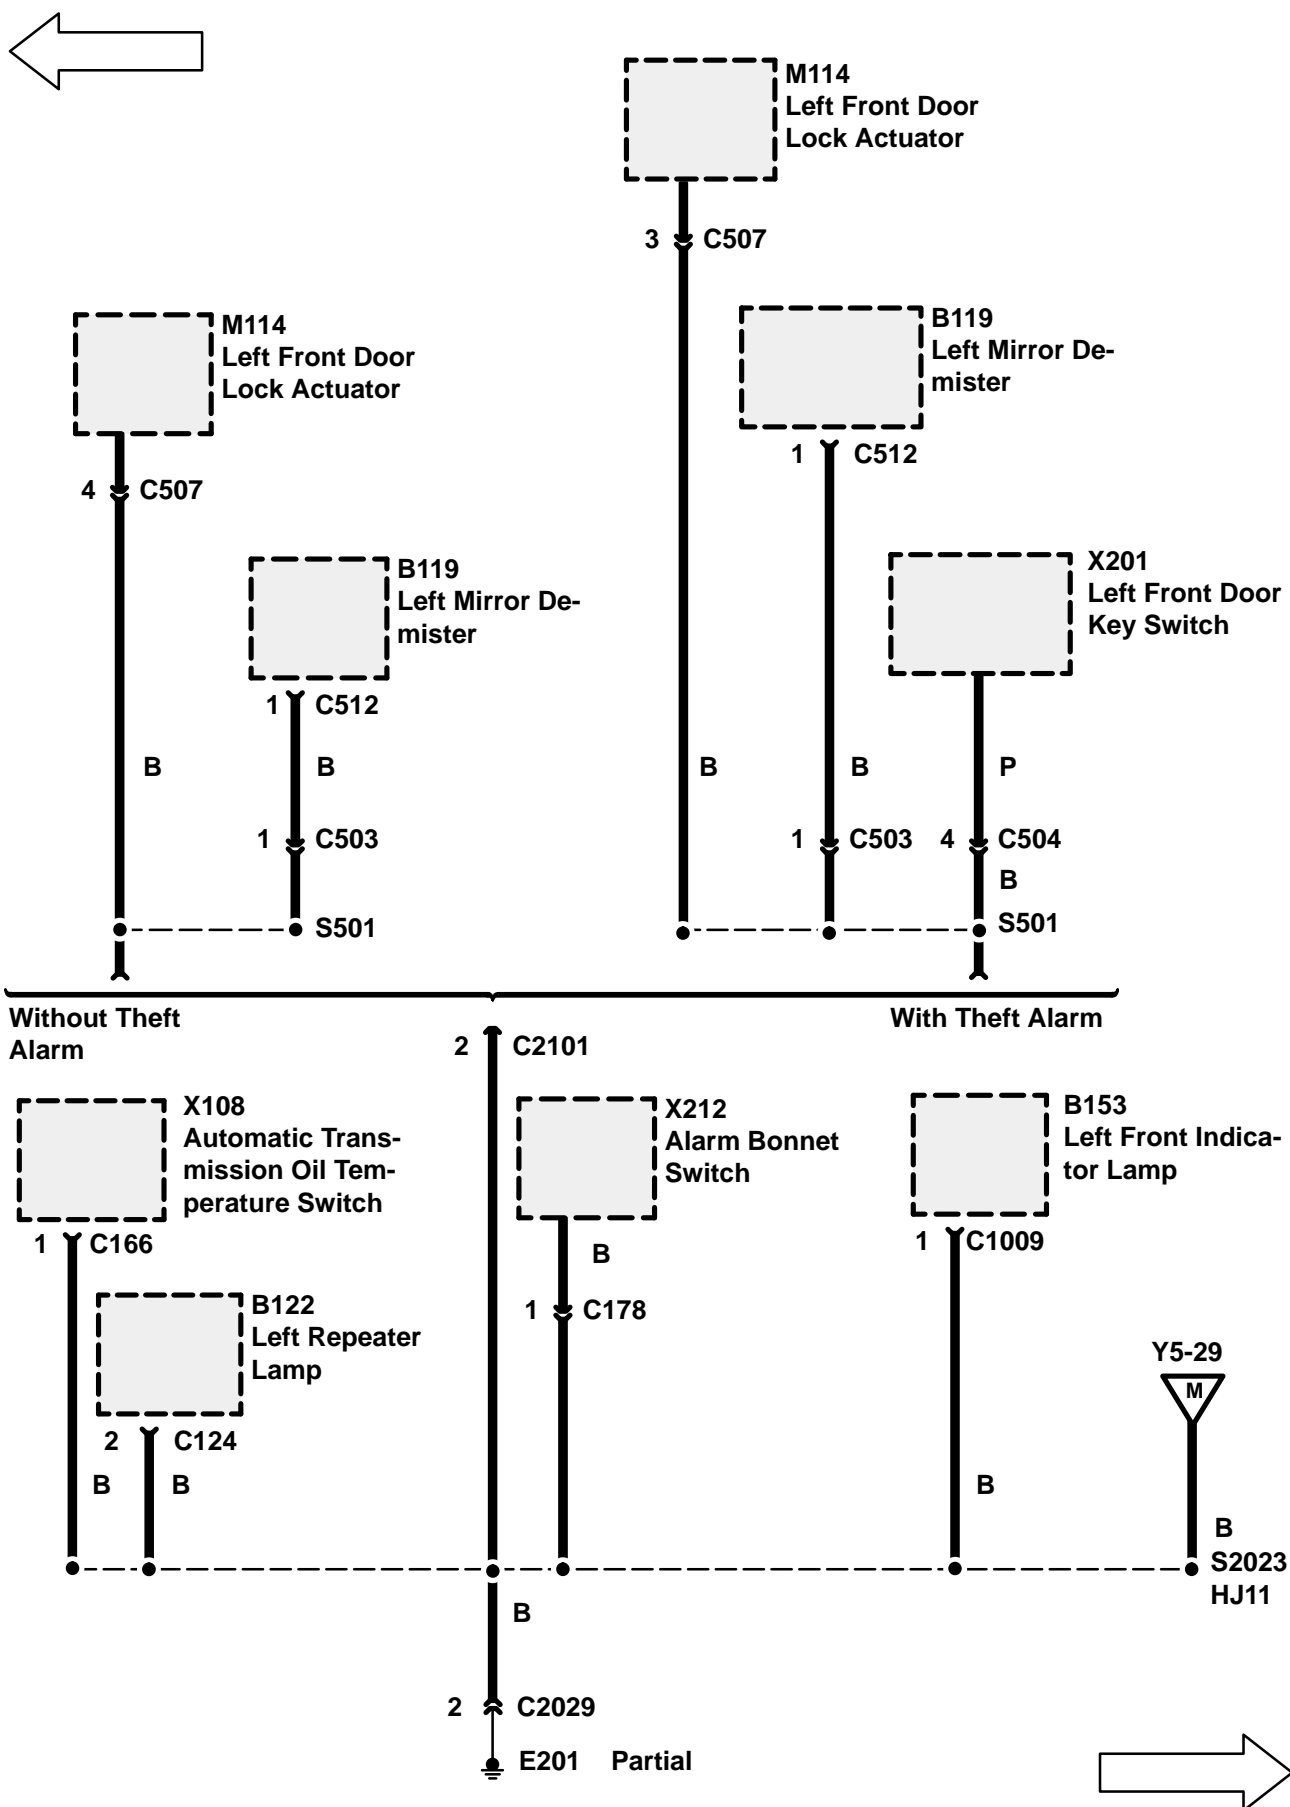 M114
Left Front Door
Lock Actuator
3 C507
M114
Left Front Door
Lock Actuator
B119
Left Mirror De-
mister
1 C512
4 C507
B119
Left Mirror De-
mister
X201
Left Front Door
Key Switch
1 C512
B B B B P
1 C503 1 C503 4 C504
B
S501 S501
Without Theft
Alarm
With Theft Alarm
2 C2101
X108
Automatic Trans-
mission Oil Tem-
perature Switch
X212
Alarm Bonnet
Switch
B153
Left Front Indica-
tor Lamp
1 C166
B
1 C1009
B122
Left Repeater
Lamp
1 C178
Y5-29
M
2 C124
B B B
B
S2023
HJ11
B
2 C2029
E201 Partial